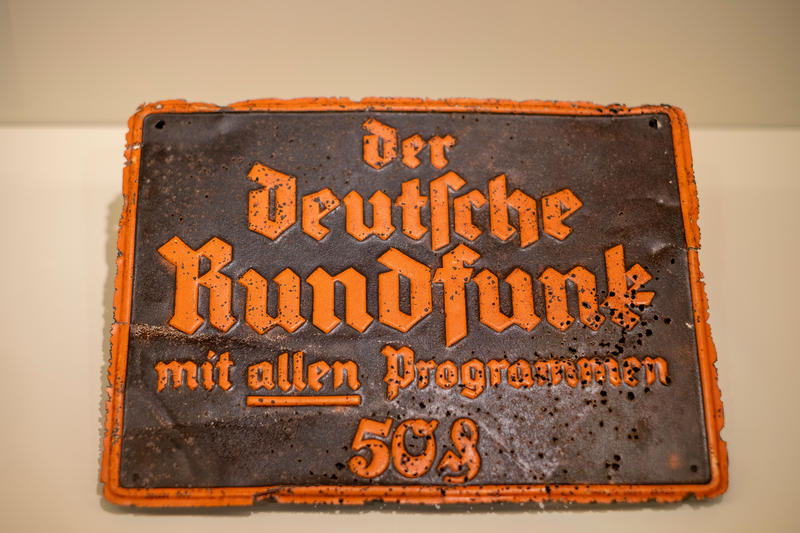 der
deutsche
Rundfunk
mit allen Programmen
50 ₰